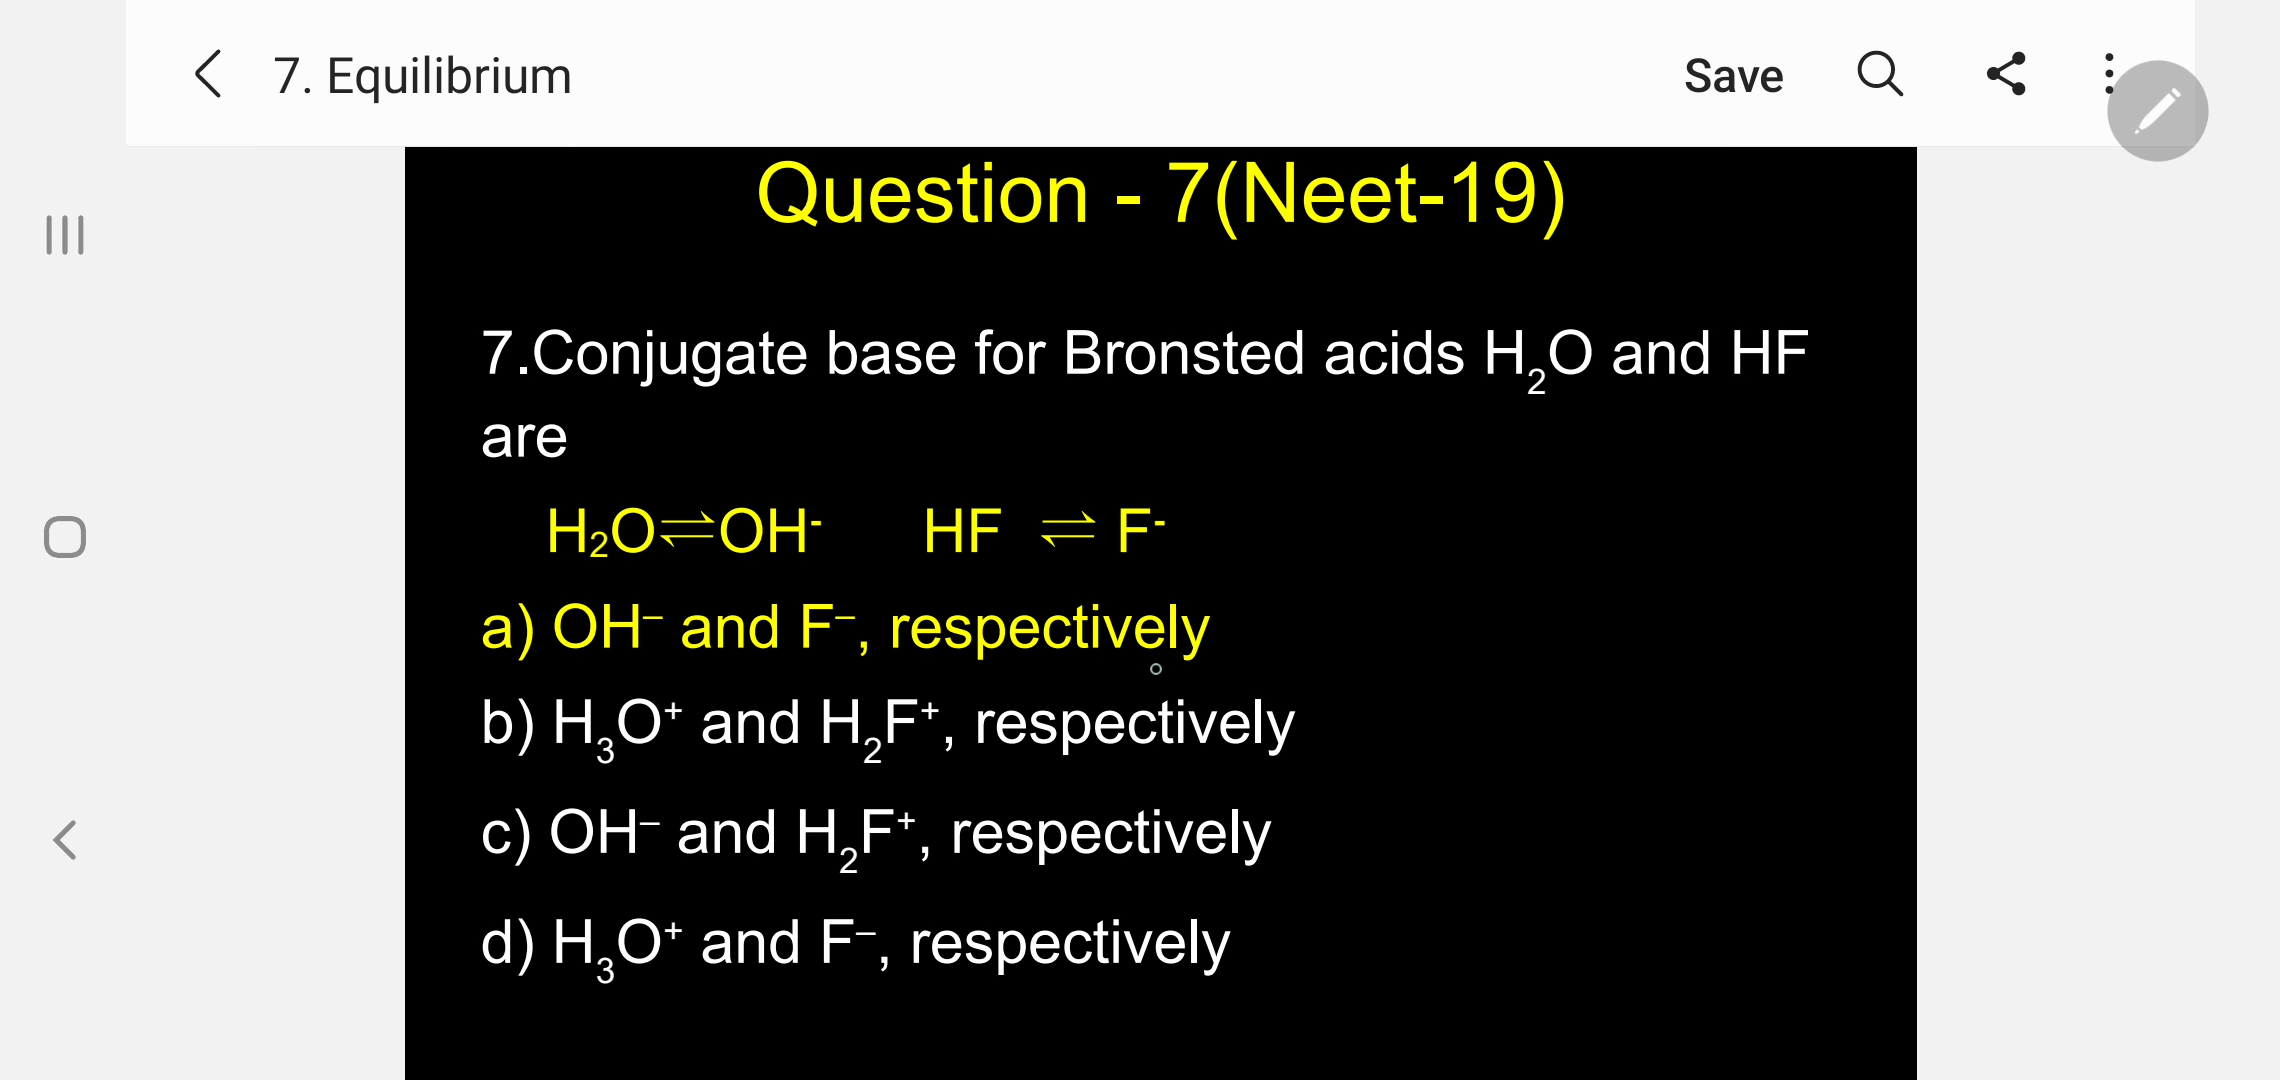 7. Equilibrium
Save
Question - 7(Neet-19)
7.Conjugate base for Bronsted acids H₂O and HF
are
H₂O⇌OH⁻ HF ⇌ F⁻
a) OH⁻ and F⁻, respectively
b) H₃O⁺ and H₂F⁺, respectively
c) OH⁻ and H₂F⁺, respectively
d) H₃O⁺ and F⁻, respectively